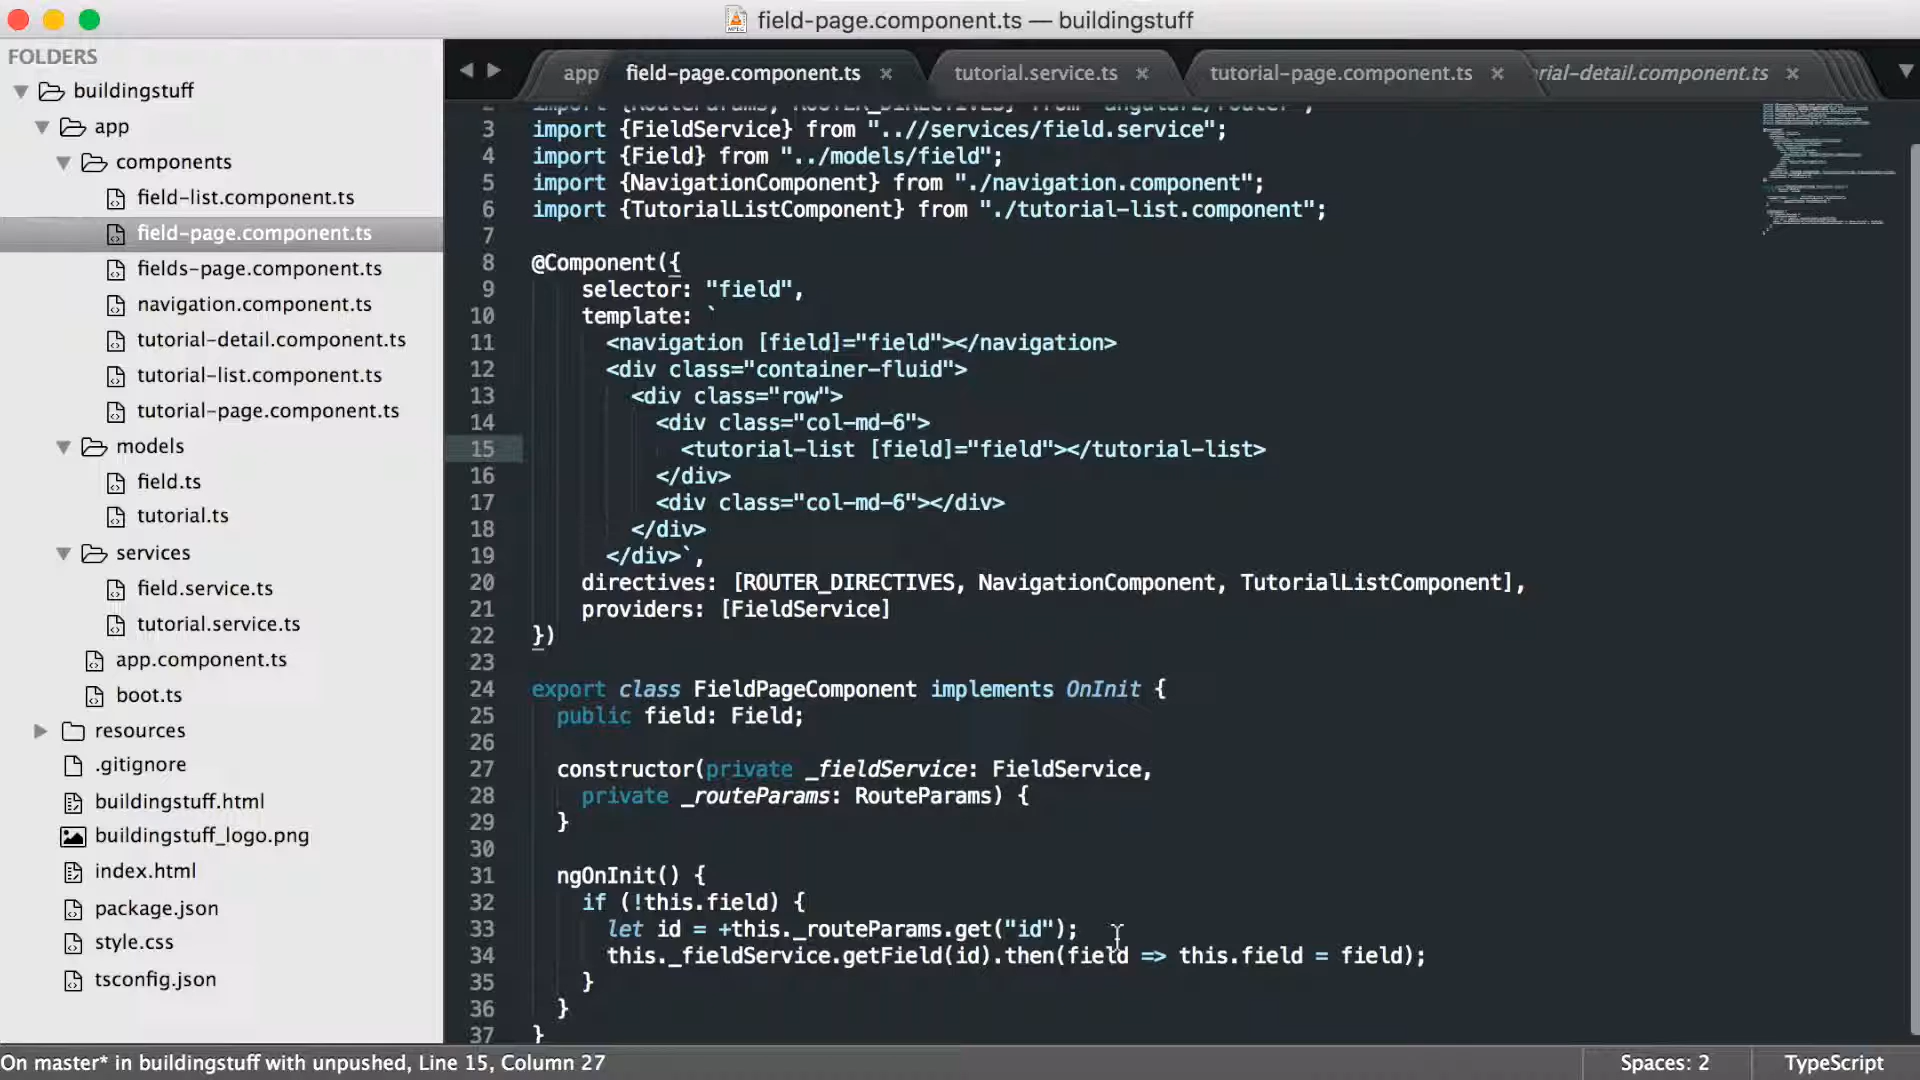 field-page.component.ts — buildingstuff
FOLDERS
buildingstuff
app
components
field-list.component.ts
field-page.component.ts
fields-page.component.ts
navigation.component.ts
tutorial-detail.component.ts
tutorial-list.component.ts
tutorial-page.component.ts
models
field.ts
tutorial.ts
services
field.service.ts
tutorial.service.ts
app.component.ts
boot.ts
resources
.gitignore
buildingstuff.html
buildingstuff_logo.png
index.html
package.json
style.css
tsconfig.json
app field-page.component.ts × tutorial.service.ts × tutorial-page.component.ts × rial-detail.component.ts ×
2 import {RouteParams, ROUTER_DIRECTIVES} from "angular2/router";
3 import {FieldService} from "..//services/field.service";
4 import {Field} from "../models/field";
5 import {NavigationComponent} from "./navigation.component";
6 import {TutorialListComponent} from "./tutorial-list.component";
7
8 @Component({
9 selector: "field",
10 template: `
11 <navigation [field]="field"></navigation>
12 <div class="container-fluid">
13 <div class="row">
14 <div class="col-md-6">
15 <tutorial-list [field]="field"></tutorial-list>
16 </div>
17 <div class="col-md-6"></div>
18 </div>
19 </div>`,
20 directives: [ROUTER_DIRECTIVES, NavigationComponent, TutorialListComponent],
21 providers: [FieldService]
22 })
23
24 export class FieldPageComponent implements OnInit {
25 public field: Field;
26
27 constructor(private _fieldService: FieldService,
28 private _routeParams: RouteParams) {
29 }
30
31 ngOnInit() {
32 if (!this.field) {
33 let id = +this._routeParams.get("id");
34 this._fieldService.getField(id).then(field => this.field = field);
35 }
36 }
37 }
On master* in buildingstuff with unpushed, Line 15, Column 27 Spaces: 2 TypeScript